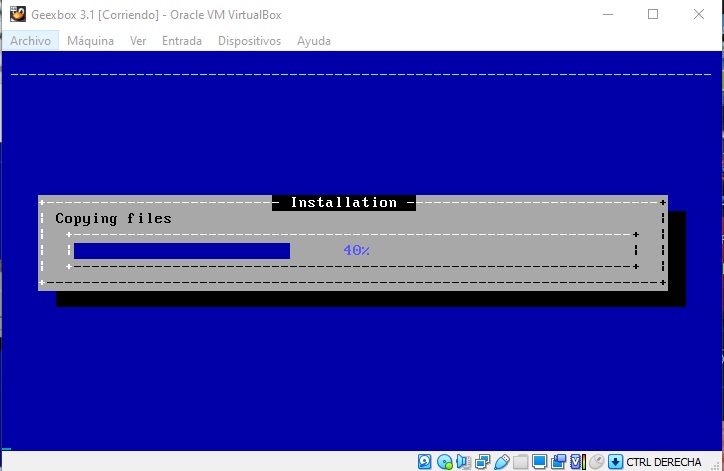 Geexbox 3.1 [Corriendo] - Oracle VM VirtualBox
Archivo Máquina Ver Entrada Dispositivos Ayuda
Installation
Copying files
40%
CTRL DERECHA